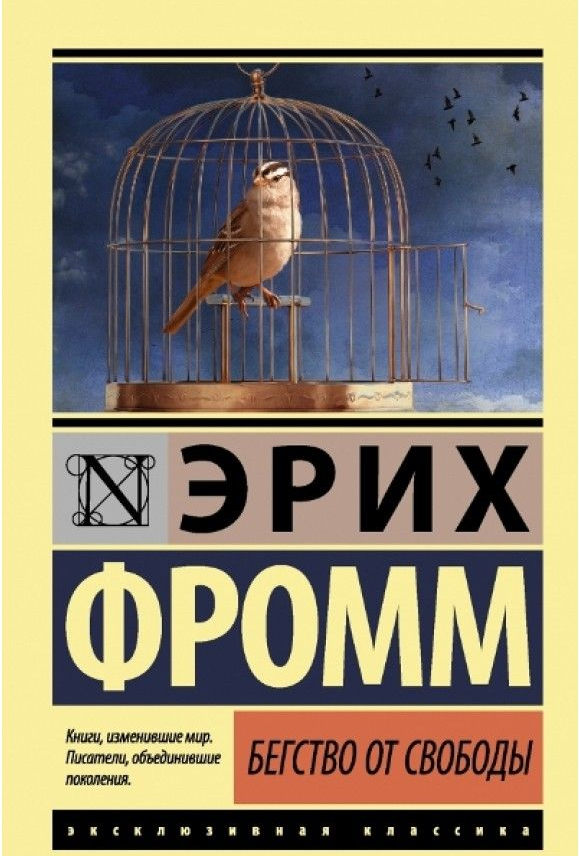 N
ЭРИХ
ФРОММ
Книги, изменившие мир.
Писатели, объединившие
поколения.
БЕГСТВО ОТ СВОБОДЫ
эксклюзивная классика